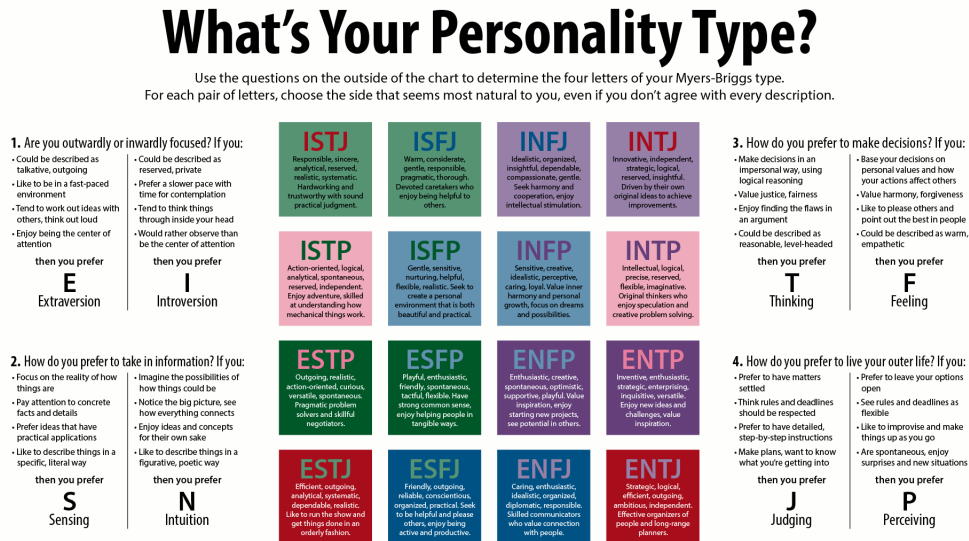 What's Your Personality Type?
Use the questions on the outside of the chart to determine the four letters of your Myers-Briggs type.
For each pair of letters, choose the side that seems most natural to you, even if you don't agree with every description.
1. Are you outwardly or inwardly focused? If you:
• Could be described as
talkative, outgoing
• Like to be in a fast-paced
environment
• Tend to work out ideas with
others, think out loud
• Enjoy being the center of
attention
then you prefer
E
Extraversion
• Could be described as
reserved, private
• Prefer a slower pace with
time for contemplation
• Tend to think things
through inside your head
• Would rather observe than
be the center of attention
then you prefer
I
Introversion
2. How do you prefer to take in information? If you:
• Focus on the reality of how
things are
• Pay attention to concrete
facts and details
• Prefer ideas that have
practical applications
• Like to describe things in a
specific, literal way
then you prefer
S
Sensing
• Imagine the possibilities of
how things could be
• Notice the big picture, see
how everything connects
• Enjoy ideas and concepts
for their own sake
• Like to describe things in a
figurative, poetic way
then you prefer
N
Intuition
ISTJ
Responsible, sincere,
analytical, reserved,
realistic, systematic.
Hardworking and
trustworthy with sound
practical judgment.
ISFJ
Warm, considerate,
gentle, responsible,
pragmatic, thorough.
Devoted caretakers who
enjoy being helpful to
others.
INFJ
Idealistic, organized,
insightful, dependable,
compassionate, gentle.
Seek harmony and
cooperation, enjoy
intellectual stimulation.
INTJ
Innovative, independent,
strategic, logical,
reserved, insightful.
Driven by their own
original ideas to achieve
improvements.
ISTP
Action-oriented, logical,
analytical, spontaneous,
reserved, independent.
Enjoy adventure, skilled
at understanding how
mechanical things work.
ISFP
Gentle, sensitive,
nurturing, helpful,
flexible, realistic. Seek to
create a personal
environment that is both
beautiful and practical.
INFP
Sensitive, creative,
idealistic, perceptive,
caring, loyal. Value inner
harmony and personal
growth, focus on dreams
and possibilities.
INTP
Intellectual, logical,
precise, reserved,
flexible, imaginative.
Original thinkers who
enjoy speculation and
creative problem solving.
ESTP
Outgoing, realistic,
action-oriented, curious,
versatile, spontaneous.
Pragmatic problem
solvers and skillful
negotiators.
ESFP
Playful, enthusiastic,
friendly, spontaneous,
tactful, flexible. Have
strong common sense,
enjoy helping people in
tangible ways.
ENFP
Enthusiastic, creative,
spontaneous, optimistic,
supportive, playful. Value
inspiration, enjoy
starting new projects,
see potential in others.
ENTP
Inventive, enthusiastic,
strategic, enterprising,
inquisitive, versatile.
Enjoy new ideas and
challenges, value
inspiration.
ESTJ
Efficient, outgoing,
analytical, systematic,
dependable, realistic.
Like to run the show and
get things done in an
orderly fashion.
ESFJ
Friendly, outgoing,
reliable, conscientious,
organized, practical. Seek
to be helpful and please
others, enjoy being
active and productive.
ENFJ
Caring, enthusiastic,
idealistic, organized,
diplomatic, responsible.
Skilled communicators
who value connection
with people.
ENTJ
Strategic, logical,
efficient, outgoing,
ambitious, independent.
Effective organizers of
people and long-range
planners.
3. How do you prefer to make decisions? If you:
• Make decisions in an
impersonal way, using
logical reasoning
• Value justice, fairness
• Enjoy finding the flaws in
an argument
• Could be described as
reasonable, level-headed
then you prefer
T
Thinking
• Base your decisions on
personal values and how
your actions affect others
• Value harmony, forgiveness
• Like to please others and
point out the best in people
• Could be described as warm,
empathetic
then you prefer
F
Feeling
4. How do you prefer to live your outer life? If you:
• Prefer to have matters
settled
• Think rules and deadlines
should be respected
• Prefer to have detailed,
step-by-step instructions
• Make plans, want to know
what you're getting into
then you prefer
J
Judging
• Prefer to leave your options
open
• See rules and deadlines as
flexible
• Like to improvise and make
things up as you go
• Are spontaneous, enjoy
surprises and new situations
then you prefer
P
Perceiving